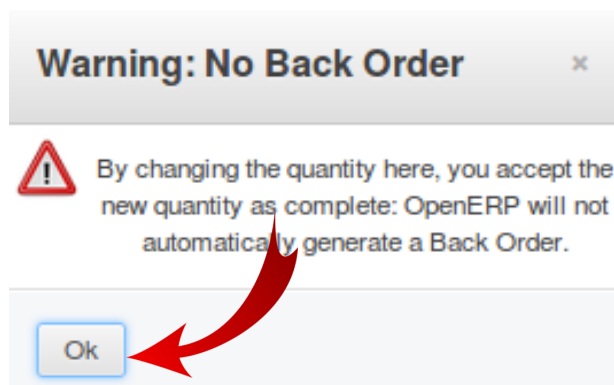 Warning: No Back Order ×
By changing the quantity here, you accept the
new quantity as complete: OpenERP will not
automatically generate a Back Order.
Ok